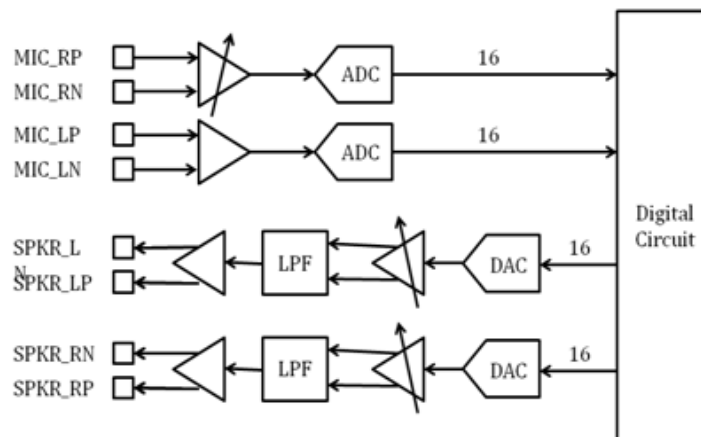 MIC_RP
16
ADC
MIC_RN
MIC_LP
16
ADC
MIC_LN
Digital
Circuit
SPKR_L
N
16
LPF
DAC
SPKR_LP
SPKR_RN
16
LPF
DAC
SPKR_RP